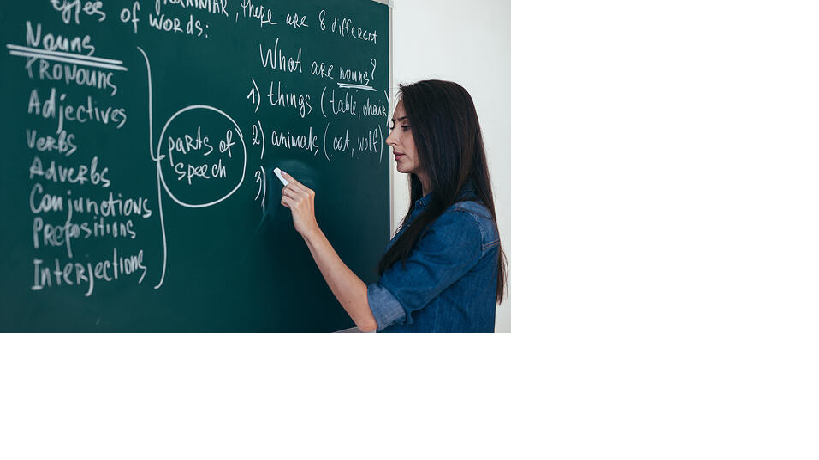 GRAMMAR, there are 8 different
types of words:
Nouns
PRONOUNS
Adjectives
Verbs
Adverbs
Conjunctions
Prepositions
Interjections
parts of
speech
What are nouns?
1) things (table, chair
2) animals (cat, wolf)
3)